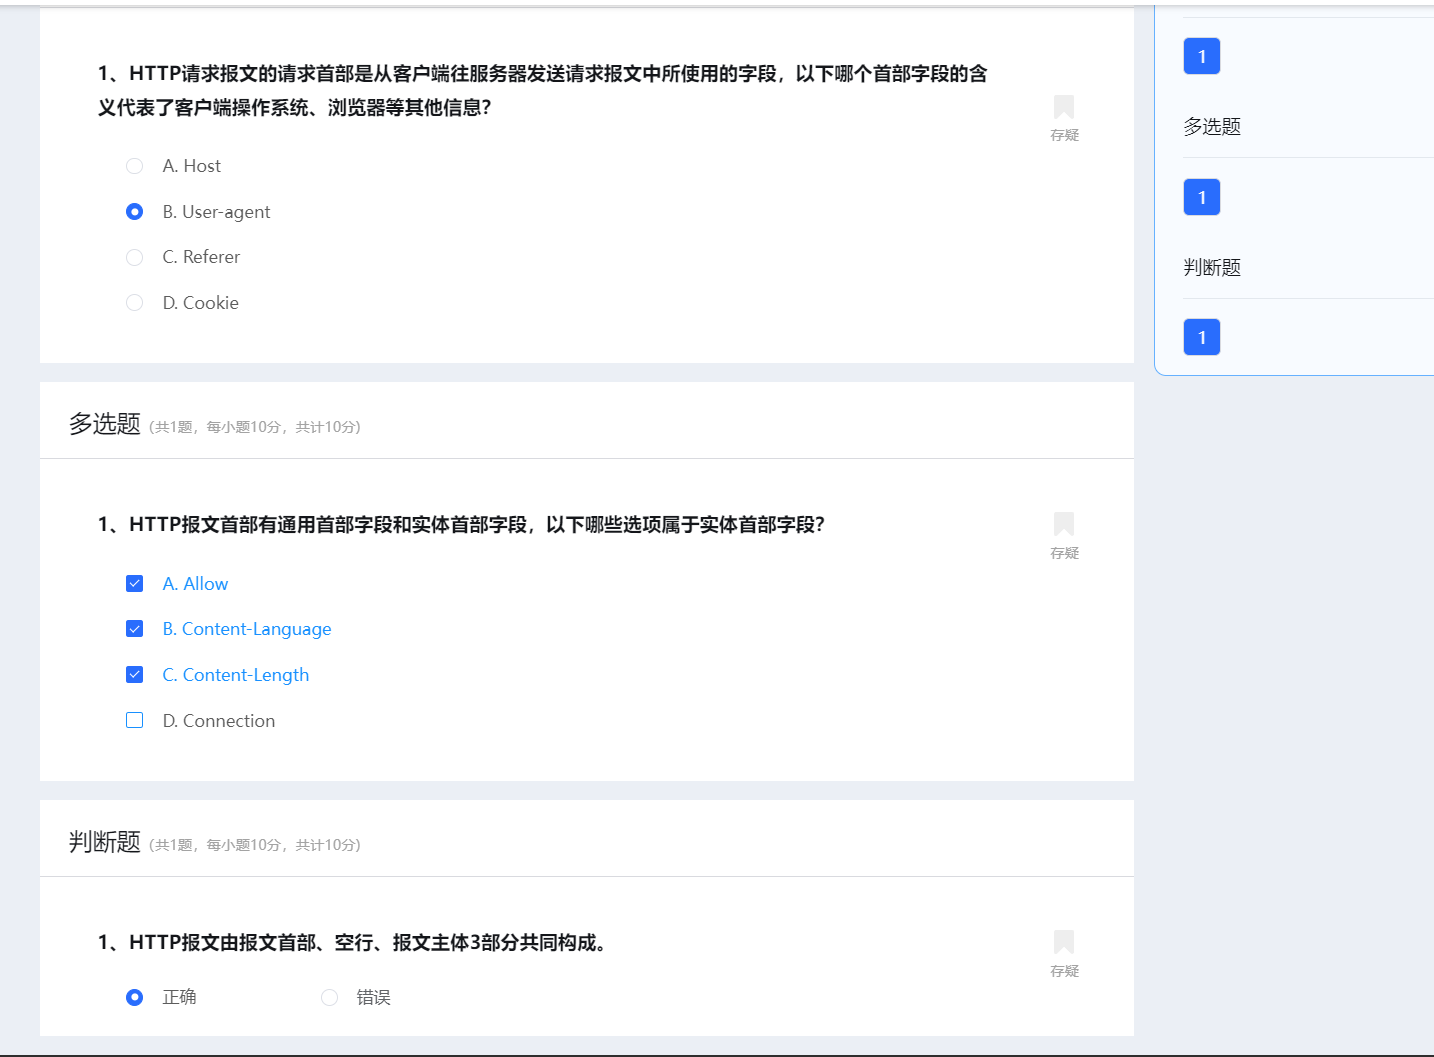 1、HTTP请求报文的请求首部是从客户端往服务器发送请求报文中所使用的字段，以下哪个首部字段的含
义代表了客户端操作系统、浏览器等其他信息？
存疑
A. Host
B. User-agent
C. Referer
D. Cookie
多选题（共1题，每小题10分，共计10分）
1、HTTP报文首部有通用首部字段和实体首部字段，以下哪些选项属于实体首部字段？
存疑
A. Allow
B. Content-Language
C. Content-Length
D. Connection
判断题（共1题，每小题10分，共计10分）
1、HTTP报文由报文首部、空行、报文主体3部分共同构成。
存疑
正确 错误
1
多选题
1
判断题
1